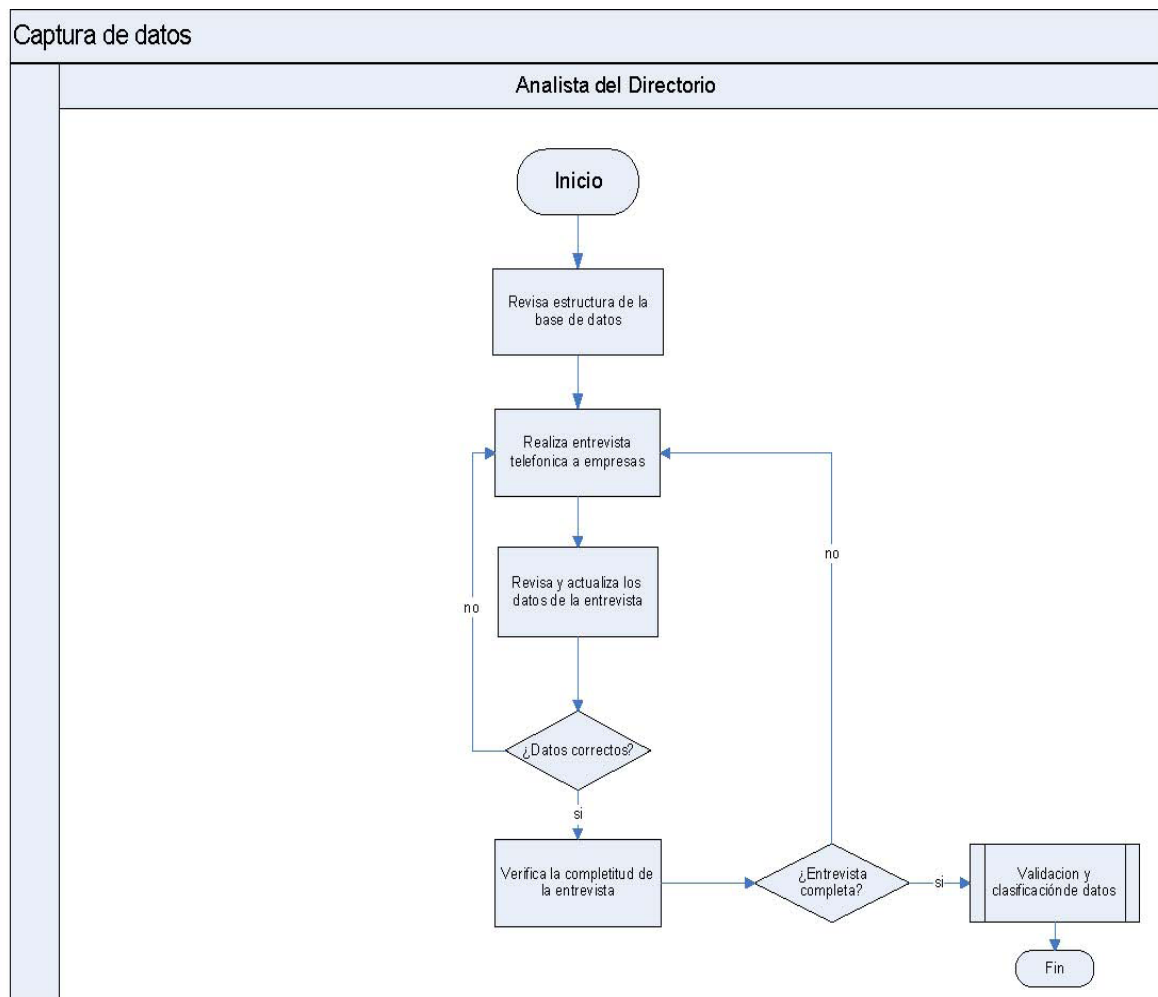 Captura de datos
Analista del Directorio
Inicio
Revisa estructura de la
base de datos
Realiza entrevista
telefonica a empresas
no
Revisa y actualiza los
datos de la entrevista
no
¿Datos correctos?
si
Verifica la completitud de
la entrevista
¿Entrevista
completa?
si
Validacion y
clasificación de datos
Fin